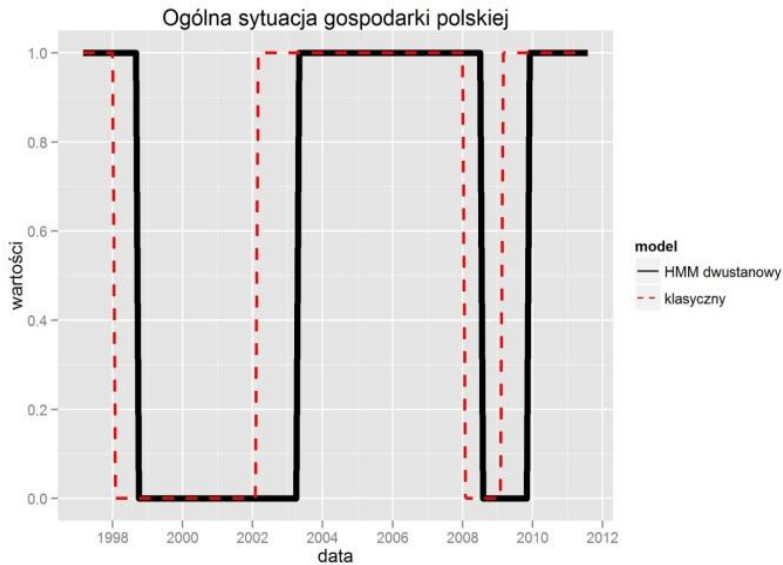 Ogólna sytuacja gospodarki polskiej
1.0
0.8
0.6
0.4
0.2
0.0
wartości
1998 2000 2002 2004 2006 2008 2010 2012
data
model
HMM dwustanowy
klasyczny